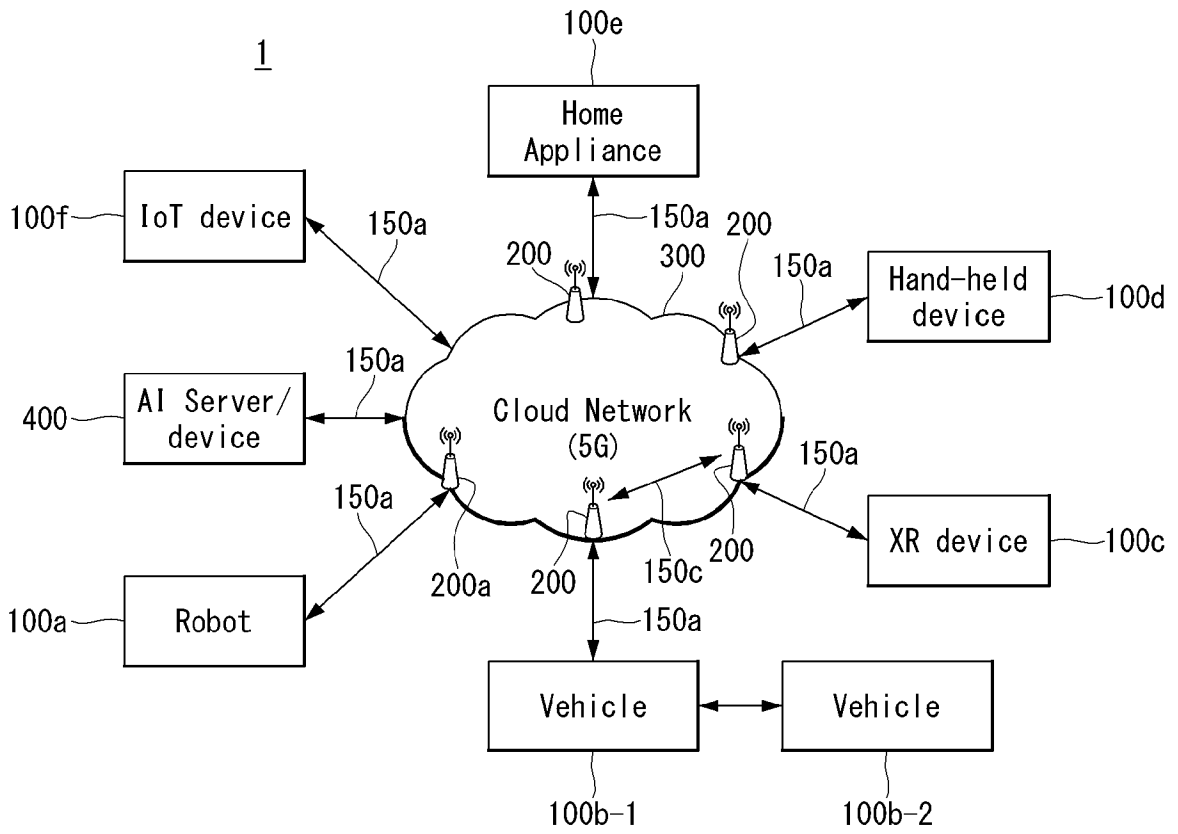 1
100e
Home
Appliance
100f
IoT device
150a
150a
200
300
200
150a
Hand-held
device
100d
400
AI Server/
device
150a
Cloud Network
(5G)
150a
200a
200
150c
200
150a
XR device
100c
100a
Robot
150a
Vehicle
Vehicle
100b-1
100b-2